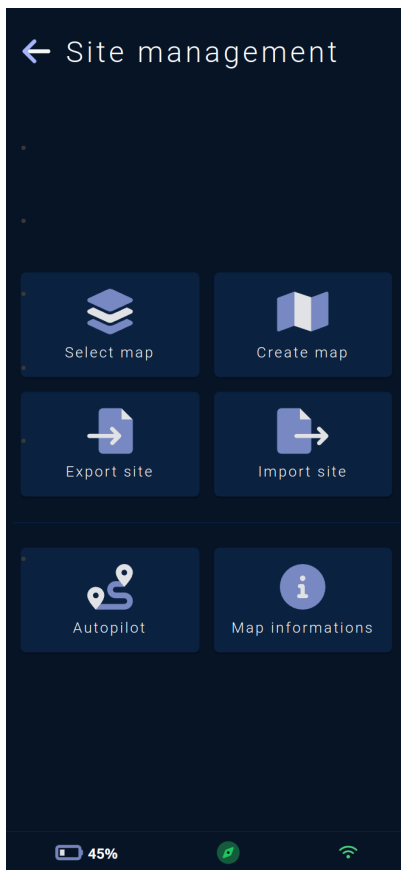 Site management
Select map
Create map
Export site
Import site
Autopilot
Map informations
45%